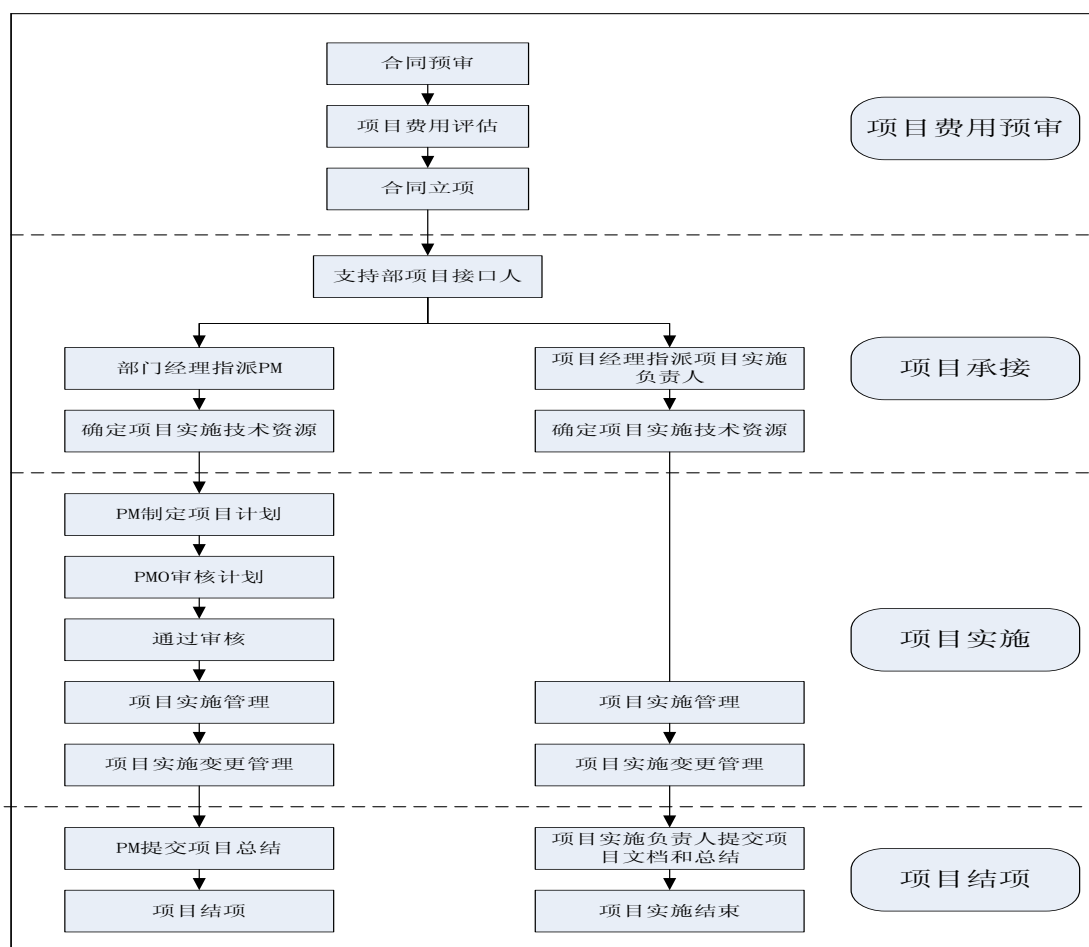 合同预审
项目费用评估
合同立项
项目费用预审
支持部项目接口人
部门经理指派PM
项目经理指派项目实施
负责人
项目承接
确定项目实施技术资源
确定项目实施技术资源
PM制定项目计划
PMO审核计划
通过审核
项目实施
项目实施管理
项目实施管理
项目实施变更管理
项目实施变更管理
PM提交项目总结
项目实施负责人提交项
目文档和总结
项目结项
项目结项
项目实施结束